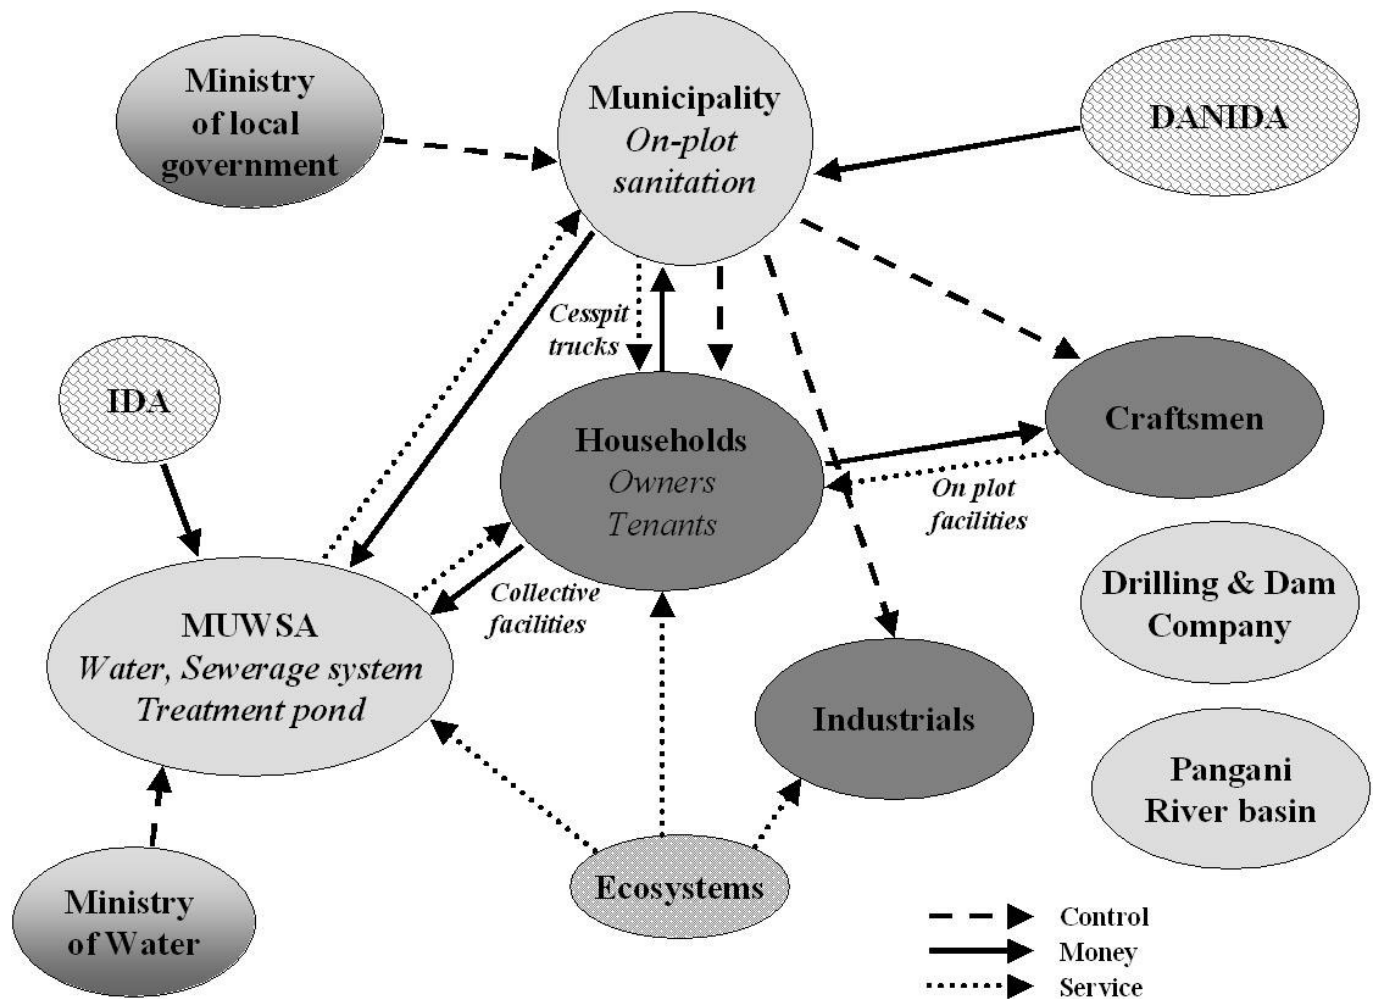 Ministry
of local
government
Municipality
On-plot
sanitation
DANIDA
Cesspit
trucks
IDA
Households
Owners
Tenants
Craftsmen
On plot
facilities
Collective
facilities
MUWSA
Water, Sewerage system
Treatment pond
Drilling & Dam
Company
Industrials
Pangani
River basin
Ecosystems
Ministry
of Water
Control
Money
Service